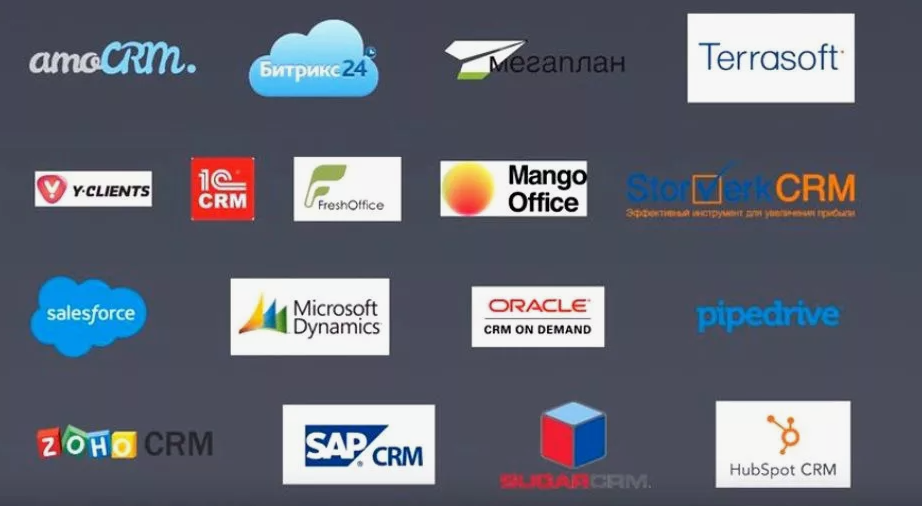 amoCRM.
Битрикс24
мегаплан
Terrasoft
Y-CLIENTS
1С
CRM
FreshOffice
Mango
Office
StorverkCRM
Эффективный инструмент для увеличения прибыли
salesforce
Microsoft
Dynamics
ORACLE
CRM ON DEMAND
pipedrive
ZOHO CRM
SAP CRM
SUGARCRM.
HubSpot CRM